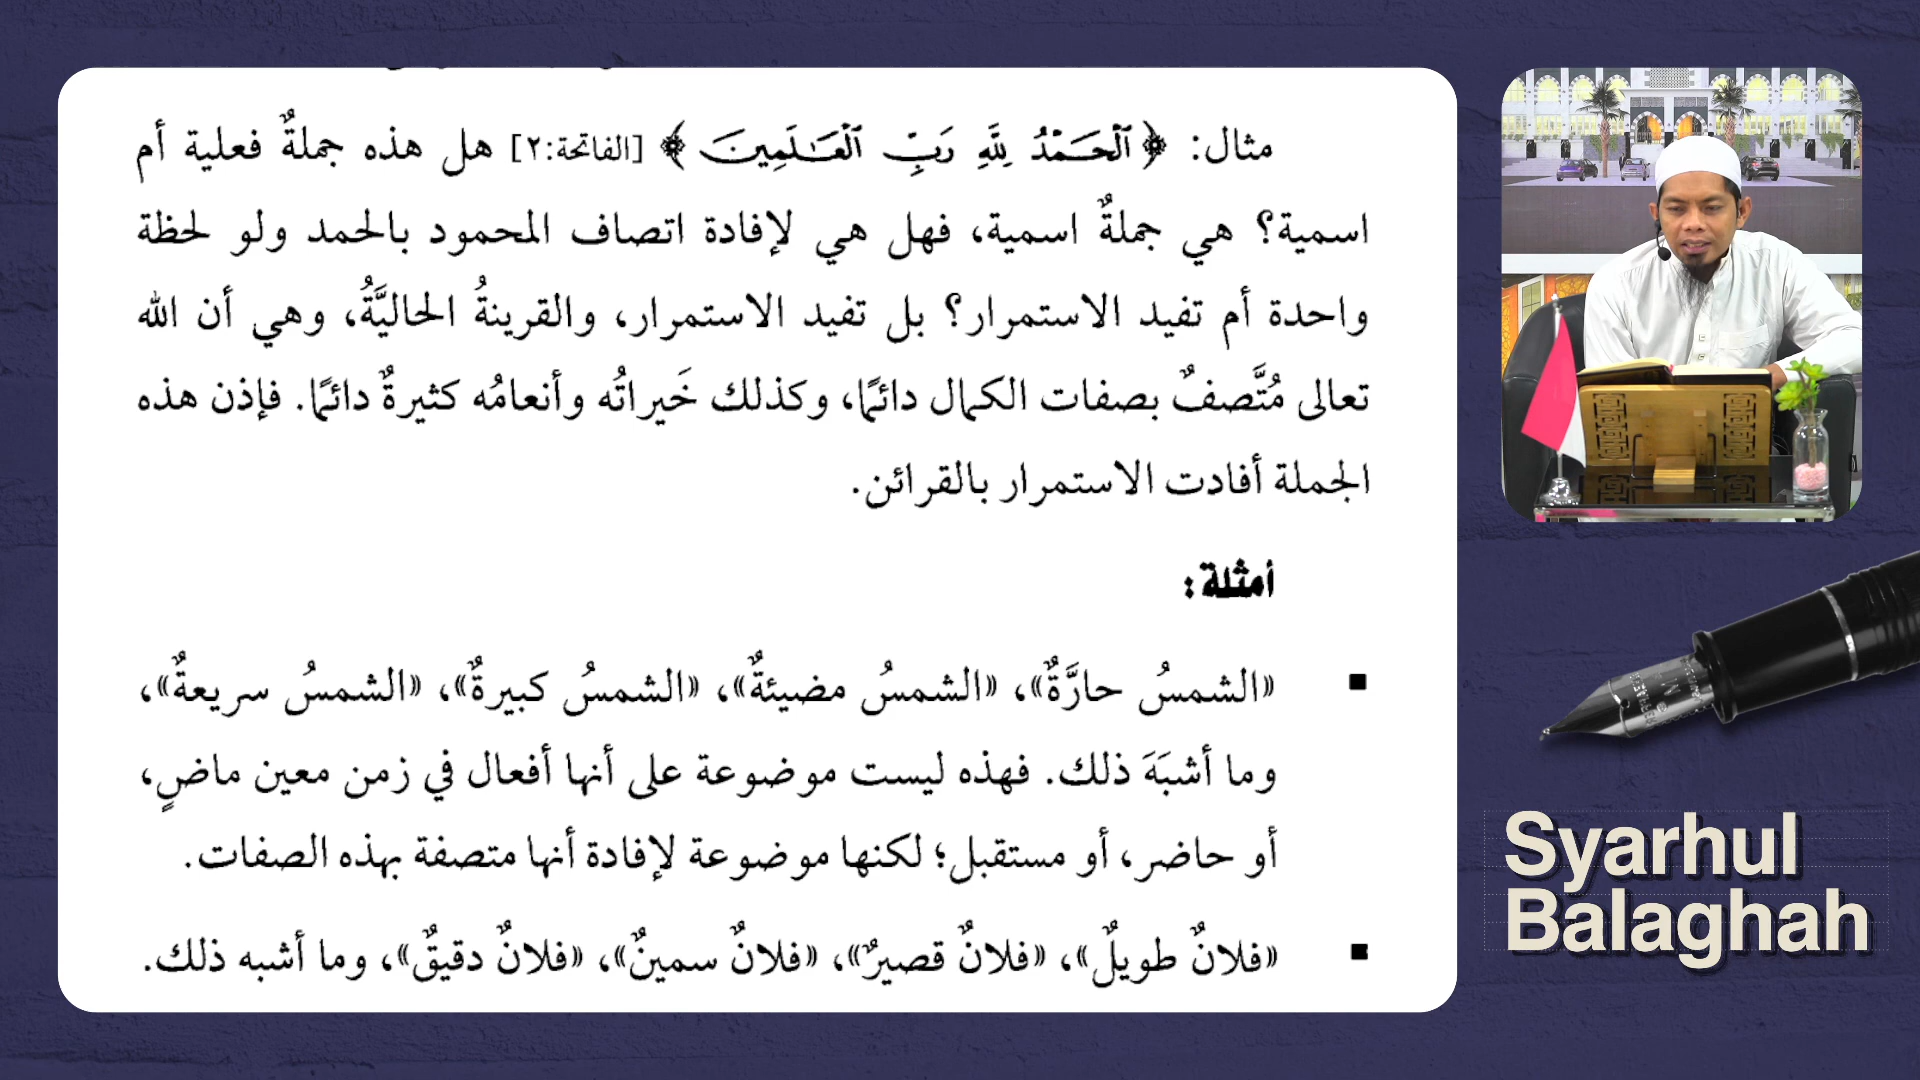 مثال: ﴿ٱلْحَمْدُ لِلَّهِ رَبِّ ٱلْعَـٰلَمِينَ﴾ [الفاتحة:٢] هل هذه جملةٌ فعلية أم
اسمية؟ هي جملةٌ اسمية، فهل هي لإفادة اتصاف المحمود بالحمد ولو لحظة
واحدة أم تفيد الاستمرار؟ بل تفيد الاستمرار، والقرينةُ الحاليَّةُ، وهي أن الله
تعالى مُتَّصفٌ بصفات الكمال دائمًا، وكذلك خَيراتُه وأنعامُه كثيرةٌ دائمًا. فإذن هذه
الجملة أفادت الاستمرار بالقرائن.
أمثلة:
▪ «الشمسُ حارَّةٌ»، «الشمسُ مضيئةٌ»، «الشمسُ كبيرةٌ»، «الشمسُ سريعةٌ»،
وما أشبَهَ ذلك. فهذه ليست موضوعة على أنها أفعال في زمن معين ماضٍ،
أو حاضر، أو مستقبل؛ لكنها موضوعة لإفادة أنها متصفة بهذه الصفات.
▪ «فلانٌ طويلٌ»، «فلانٌ قصيرٌ»، «فلانٌ سمينٌ»، «فلانٌ دقيقٌ»، وما أشبه ذلك.
Syarhul
Balaghah